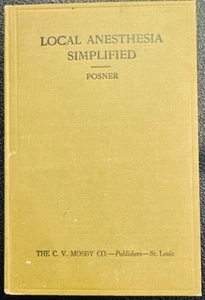 LOCAL ANESTHESIA
SIMPLIFIED
POSNER
THE C. V. MOSBY CO.—Publishers—St. Louis